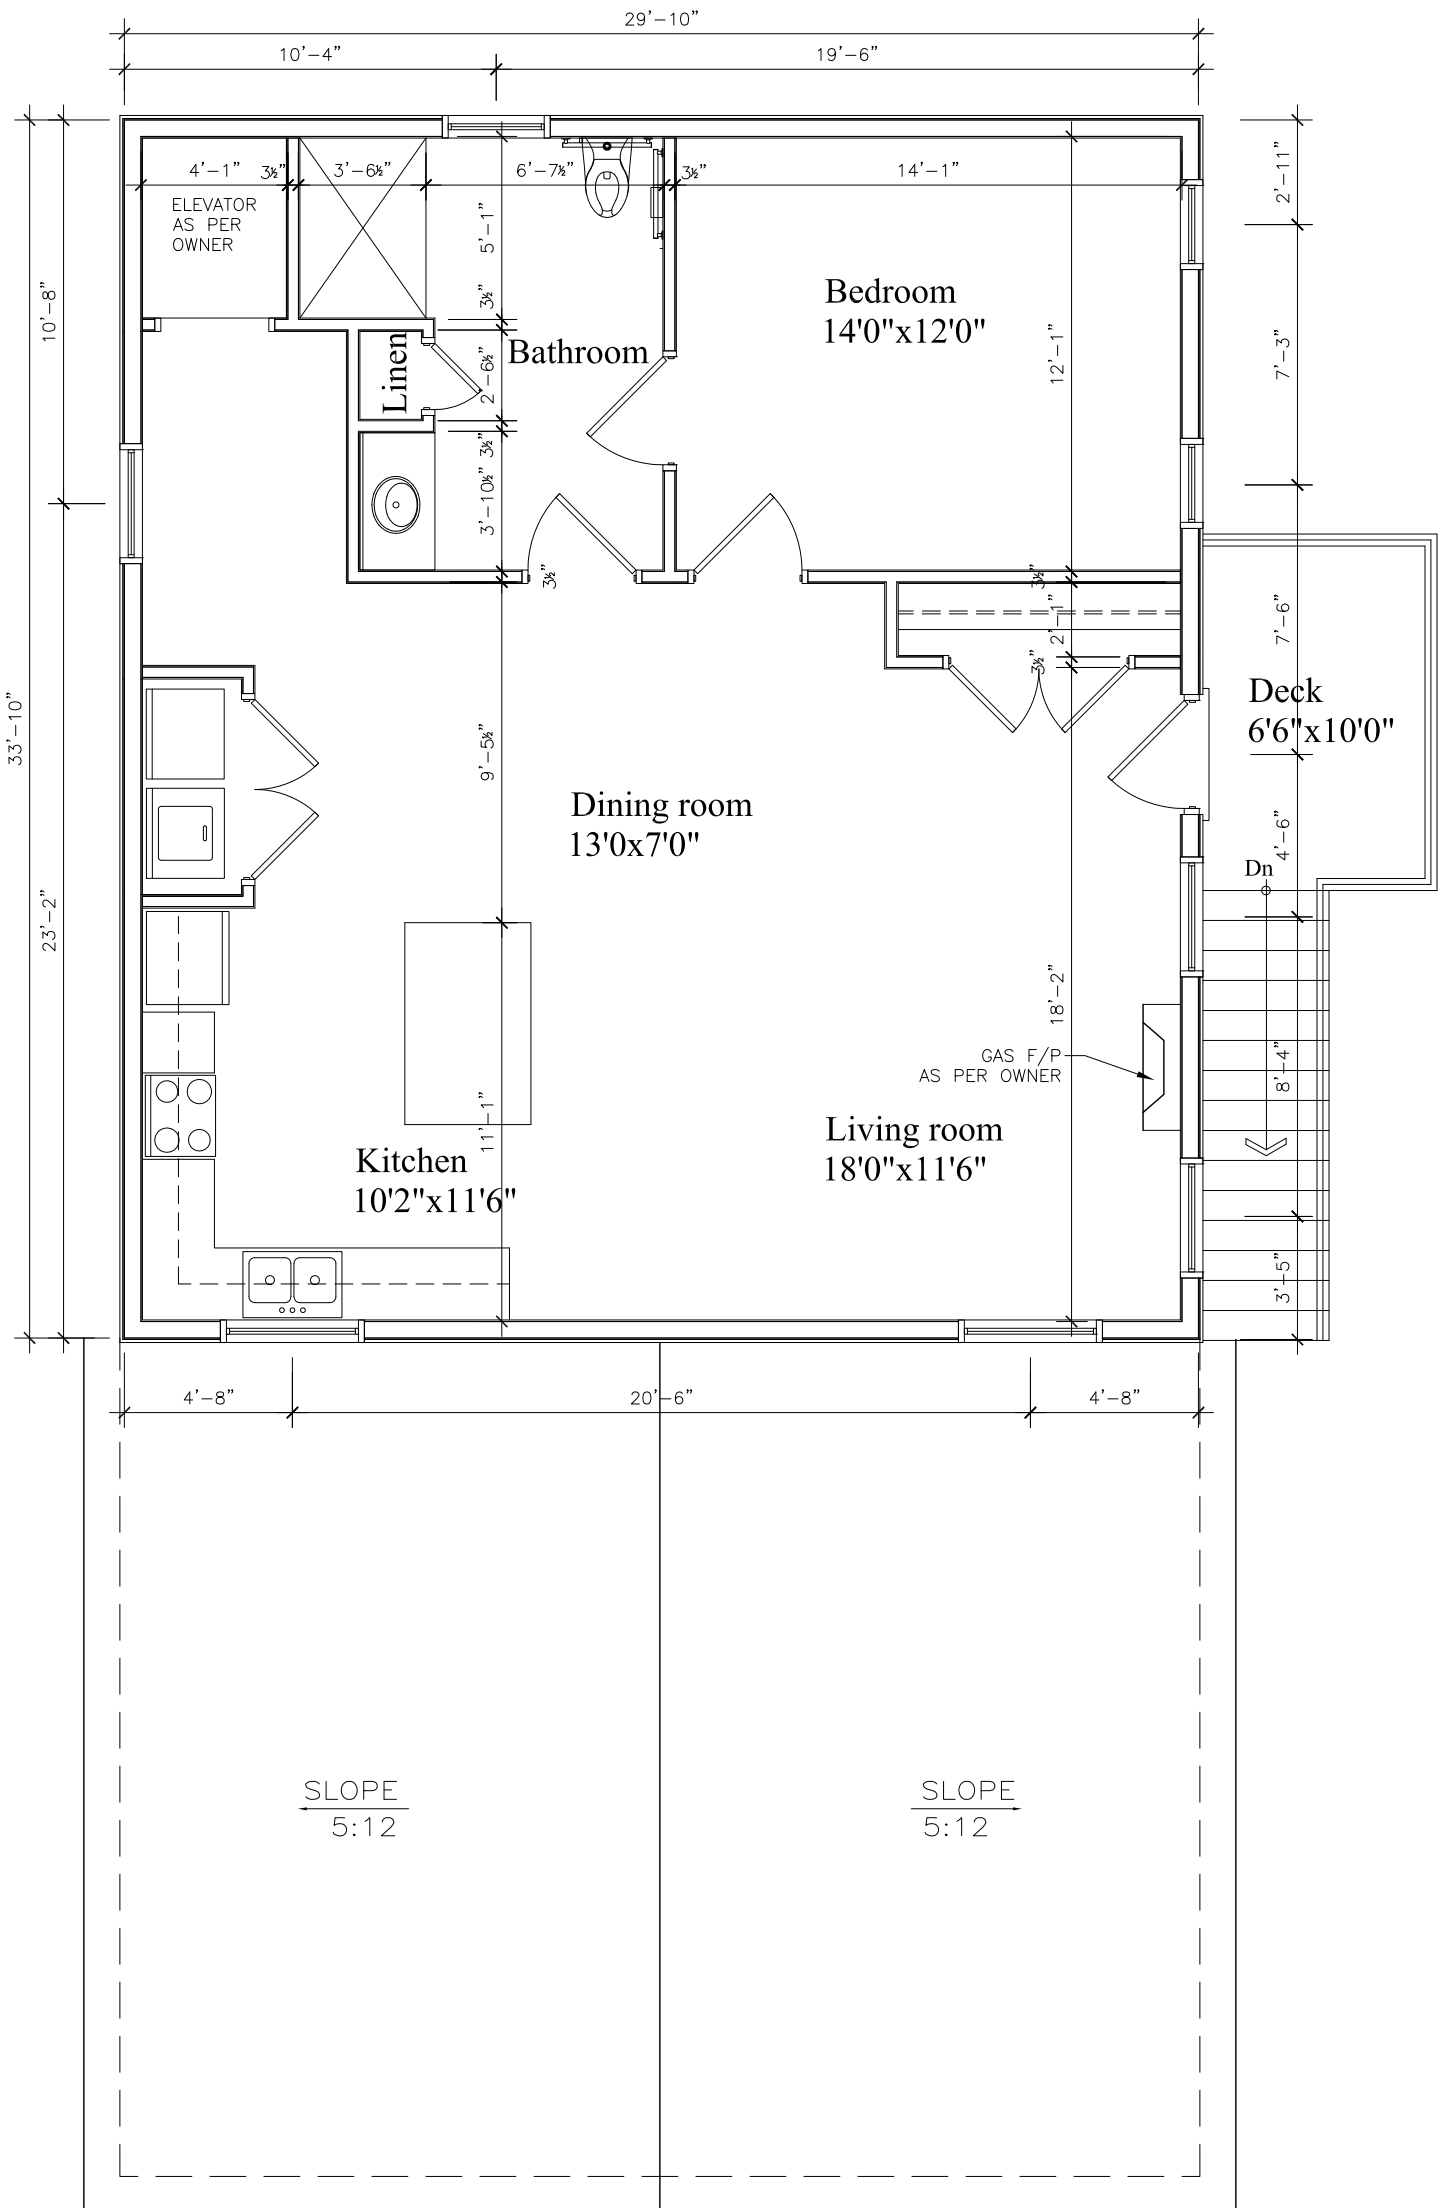 29'-10"
10'-4"
19'-6"
4'-1"
3½"
3'-6½"
6'-7½"
3½"
14'-1"
2'-11"
ELEVATOR
AS PER
OWNER
5'-1"
3½"
10'-8"
Bedroom
14'0"x12'0"
12'-1"
7'-3"
Linen
Bathroom
2'-6½"
3½"
3'-10½"
3½"
3½"
2'-1"
3½"
7'-6"
33'-10"
Deck
6'6"x10'0"
9'-5½"
Dining room
13'0x7'0"
4'-6"
Dn
23'-2"
18'-2"
GAS F/P
AS PER OWNER
8'-4"
11'-1"
Kitchen
10'2"x11'6"
Living room
18'0"x11'6"
3'-5"
4'-8"
20'-6"
4'-8"
SLOPE
5:12
SLOPE
5:12